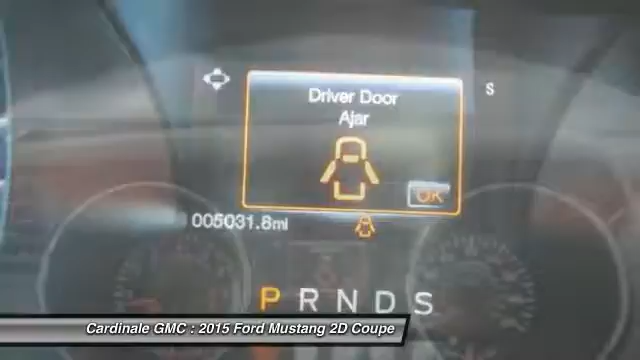 Driver Door
S
Ajar
OK
005031.8mi
P R N D S
Cardinale GMC : 2015 Ford Mustang 2D Coupe